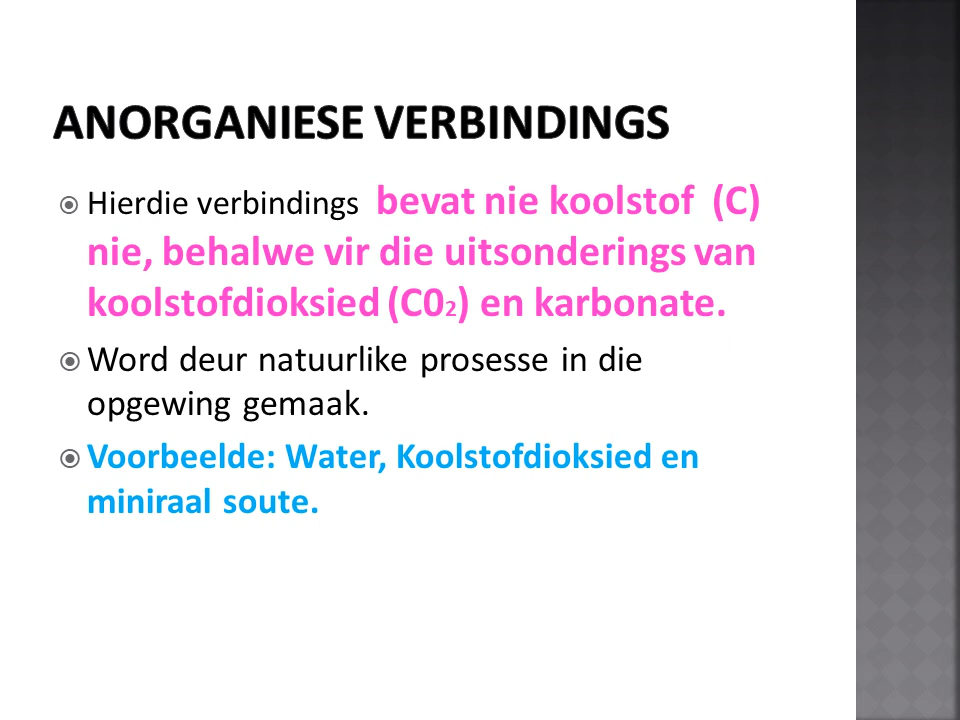 ANORGANIESE VERBINDINGS
Hierdie verbindings bevat nie koolstof (C)
nie, behalwe vir die uitsonderings van
koolstofdioksied (C0₂) en karbonate.
Word deur natuurlike prosesse in die
opgewing gemaak.
Voorbeelde: Water, Koolstofdioksied en
miniraal soute.